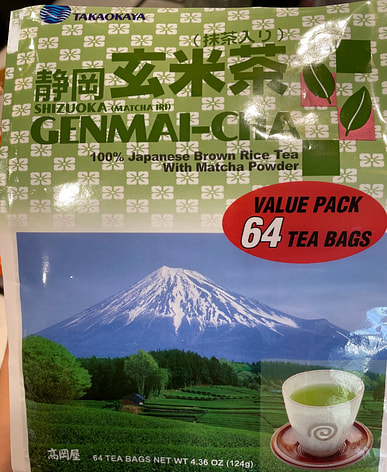 TAKAOKAYA
(抹茶入り)
静岡 玄米茶
SHIZUOKA (MATCHA IRI)
GENMAI-CHA
100% Japanese Brown Rice Tea
With Matcha Powder
VALUE PACK
64 TEA BAGS
髙岡屋
64 TEA BAGS NET WT 4.36 OZ (124g)